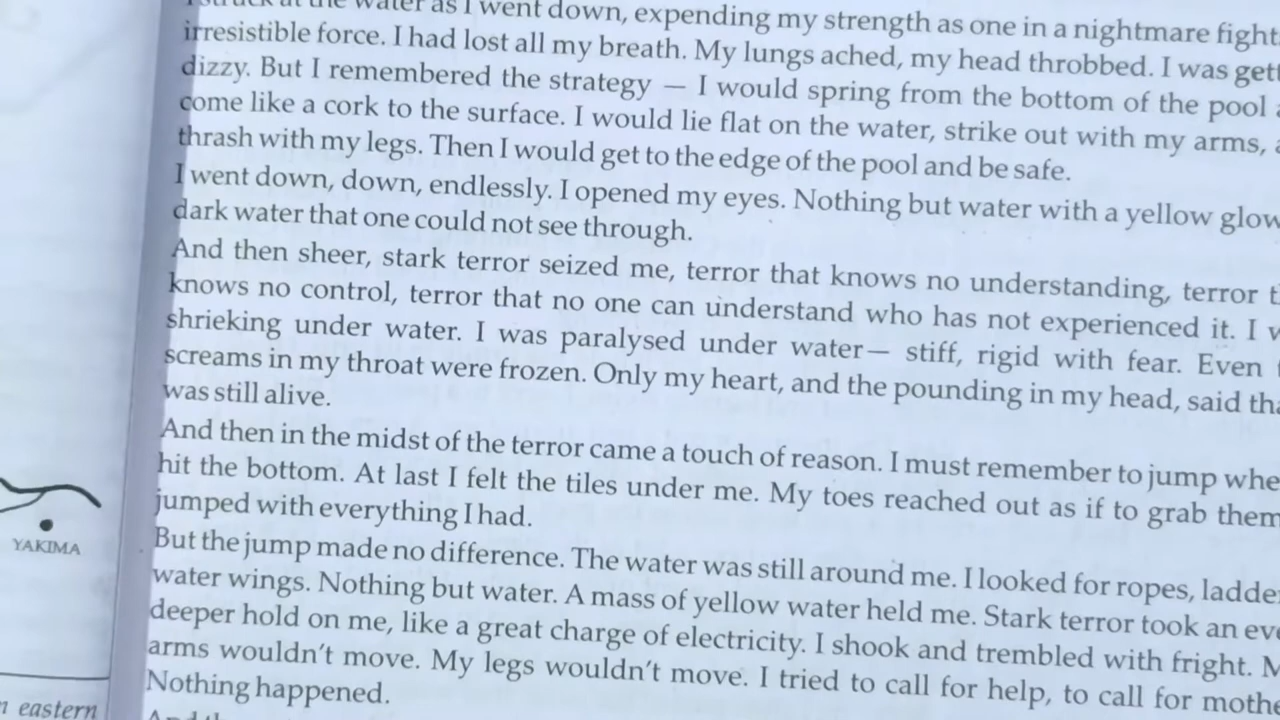 at the water as I went down, expending my strength as one in a nightmare fights
irresistible force. I had lost all my breath. My lungs ached, my head throbbed. I was gett
dizzy. But I remembered the strategy — I would spring from the bottom of the pool
come like a cork to the surface. I would lie flat on the water, strike out with my arms,
thrash with my legs. Then I would get to the edge of the pool and be safe.
I went down, down, endlessly. I opened my eyes. Nothing but water with a yellow glow
dark water that one could not see through.
And then sheer, stark terror seized me, terror that knows no understanding, terror t
knows no control, terror that no one can understand who has not experienced it. I
shrieking under water. I was paralysed under water— stiff, rigid with fear. Even
screams in my throat were frozen. Only my heart, and the pounding in my head, said tha
was still alive.
And then in the midst of the terror came a touch of reason. I must remember to jump whe
hit the bottom. At last I felt the tiles under me. My toes reached out as if to grab them
jumped with everything I had.
But the jump made no difference. The water was still around me. I looked for ropes, ladde
water wings. Nothing but water. A mass of yellow water held me. Stark terror took an eve
deeper hold on me, like a great charge of electricity. I shook and trembled with fright. M
arms wouldn't move. My legs wouldn't move. I tried to call for help, to call for mothe
Nothing happened.
YAKIMA
eastern